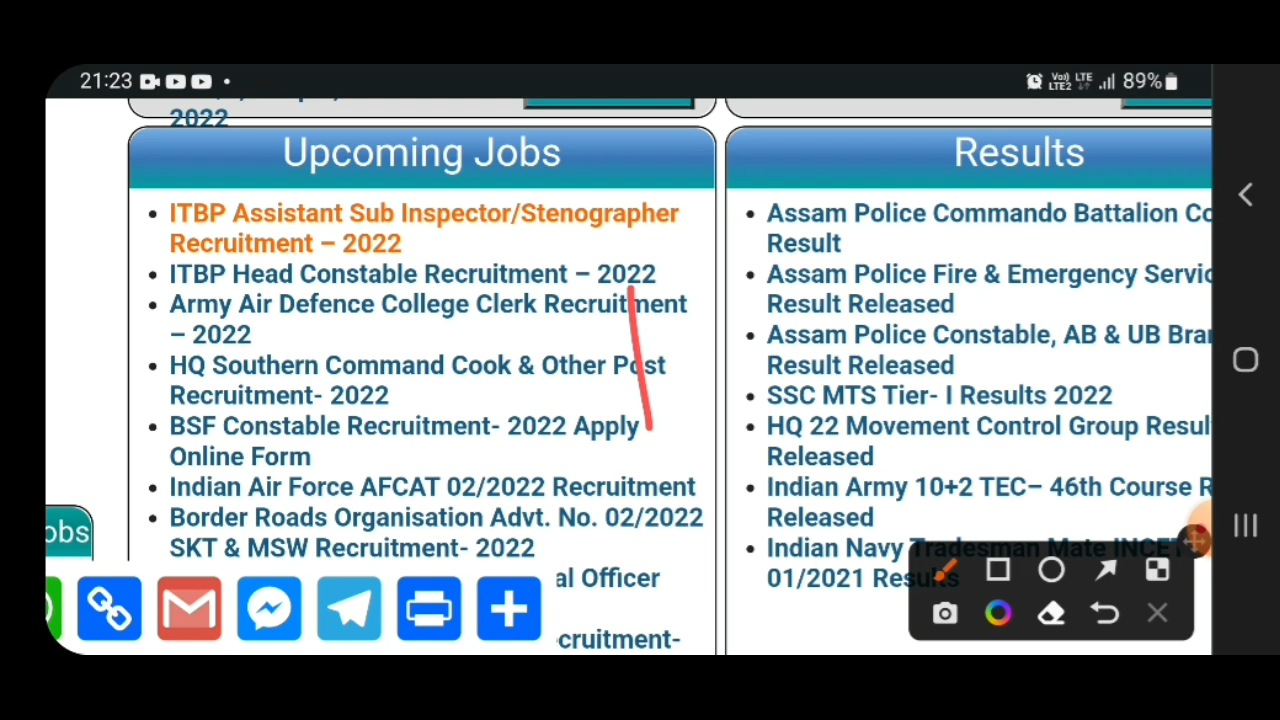 21:23
Vo) LTE
LTE2
89%
2022
Upcoming Jobs
ITBP Assistant Sub Inspector/Stenographer
Recruitment – 2022
ITBP Head Constable Recruitment – 2022
Army Air Defence College Clerk Recruitment
– 2022
HQ Southern Command Cook & Other Post
Recruitment- 2022
BSF Constable Recruitment- 2022 Apply
Online Form
Indian Air Force AFCAT 02/2022 Recruitment
Border Roads Organisation Advt. No. 02/2022
SKT & MSW Recruitment- 2022
al Officer
cruitment-
obs
Results
Assam Police Commando Battalion Co
Result
Assam Police Fire & Emergency Servic
Result Released
Assam Police Constable, AB & UB Bra
Result Released
SSC MTS Tier- I Results 2022
HQ 22 Movement Control Group Resul
Released
Indian Army 10+2 TEC– 46th Course R
Released
Indian Navy Tradesman Mate INCET
01/2021 Results